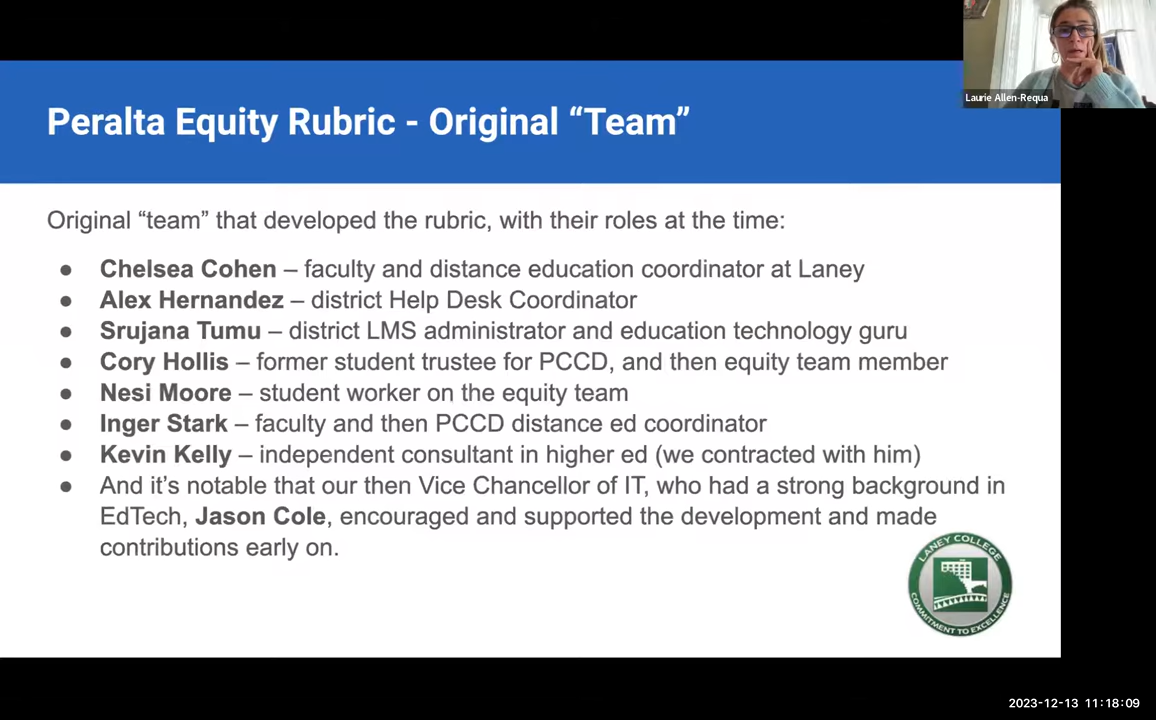 Laurie Allen-Requa
Peralta Equity Rubric - Original “Team”
Original “team” that developed the rubric, with their roles at the time:
● Chelsea Cohen – faculty and distance education coordinator at Laney
● Alex Hernandez – district Help Desk Coordinator
● Srujana Tumu – district LMS administrator and education technology guru
● Cory Hollis – former student trustee for PCCD, and then equity team member
● Nesi Moore – student worker on the equity team
● Inger Stark – faculty and then PCCD distance ed coordinator
● Kevin Kelly – independent consultant in higher ed (we contracted with him)
● And it’s notable that our then Vice Chancellor of IT, who had a strong background in
EdTech, Jason Cole, encouraged and supported the development and made
contributions early on.
LANEY COLLEGE
COMMITMENT TO EXCELLENCE
2023-12-13 11:18:09